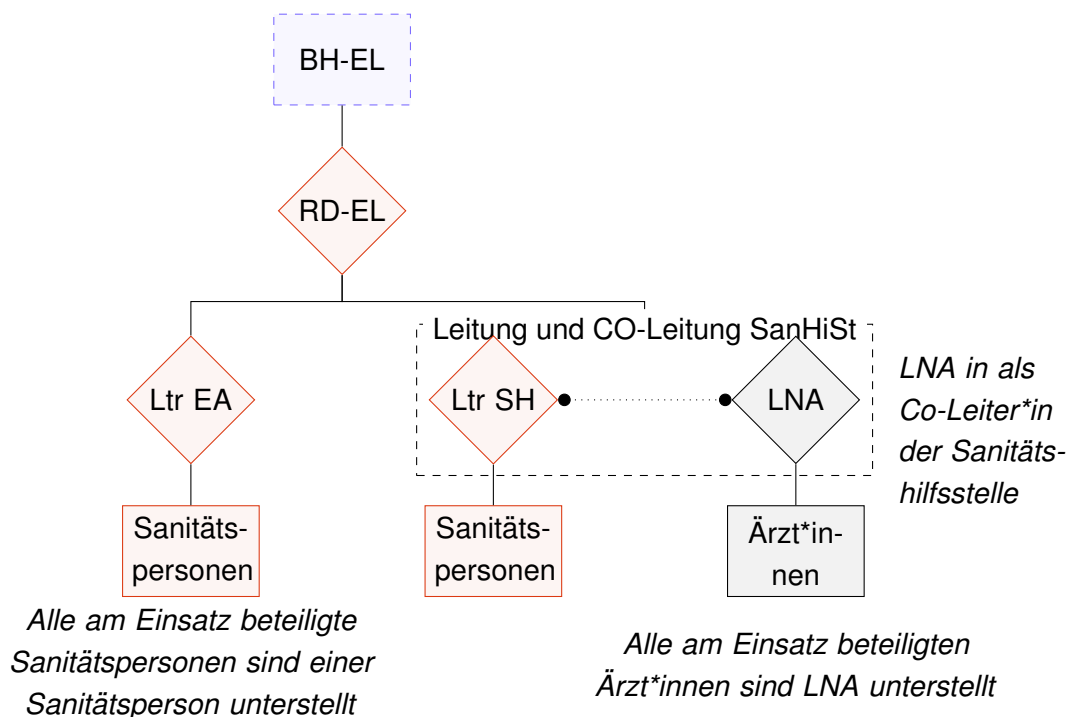 BH-EL
RD-EL
Leitung und CO-Leitung SanHiSt
Ltr EA
Ltr SH
LNA
LNA in als
Co-Leiter*in
der Sanitäts-
hilfsstelle
Sanitäts-
personen
Sanitäts-
personen
Ärzt*in-
nen
Alle am Einsatz beteiligte
Sanitätspersonen sind einer
Sanitätsperson unterstellt
Alle am Einsatz beteiligten
Ärzt*innen sind LNA unterstellt